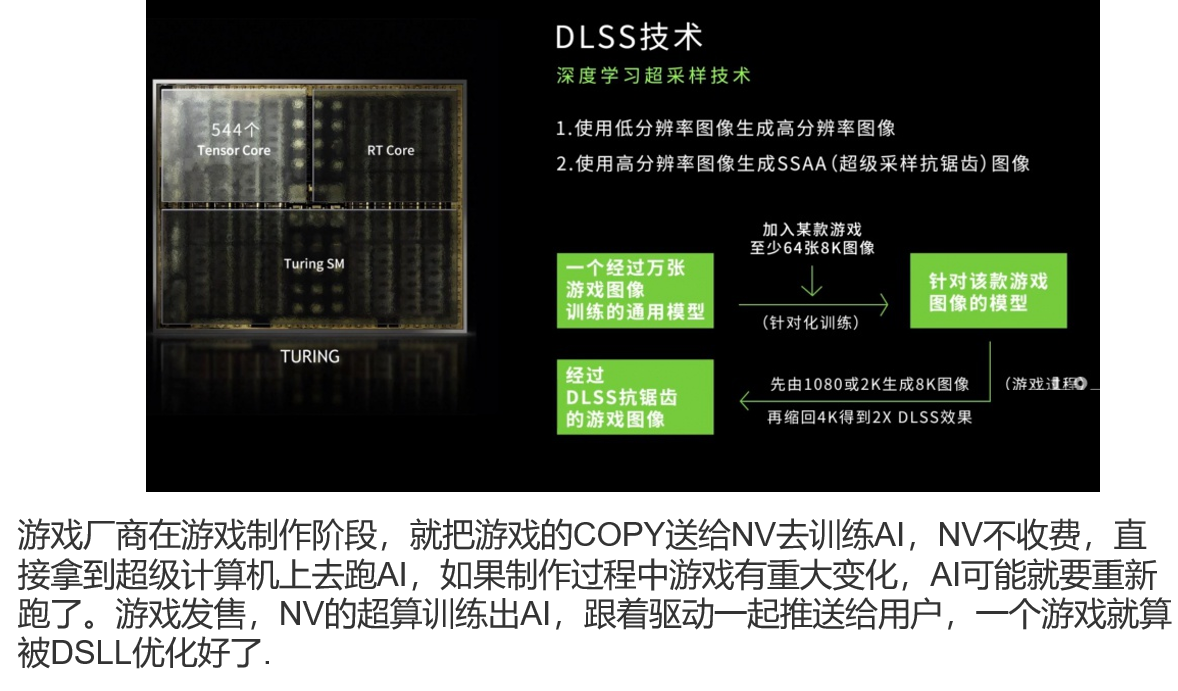 DLSS技术
深度学习超采样技术
1.使用低分辨率图像生成高分辨率图像
2.使用高分辨率图像生成SSAA(超级采样抗锯齿)图像
544个
Tensor Core
RT Core
Turing SM
TURING
加入某款游戏
至少64张8K图像
一个经过万张
游戏图像
训练的通用模型
(针对化训练)
针对该款游戏
图像的模型
经过
DLSS抗锯齿
的游戏图像
先由1080或2K生成8K图像
再缩回4K得到2X DLSS效果
(游戏过程)
游戏厂商在游戏制作阶段，就把游戏的COPY送给NV去训练AI，NV不收费，直
接拿到超级计算机上去跑AI，如果制作过程中游戏有重大变化，AI可能就要重新
跑了。游戏发售，NV的超算训练出AI，跟着驱动一起推送给用户，一个游戏就算
被DSLL优化好了.